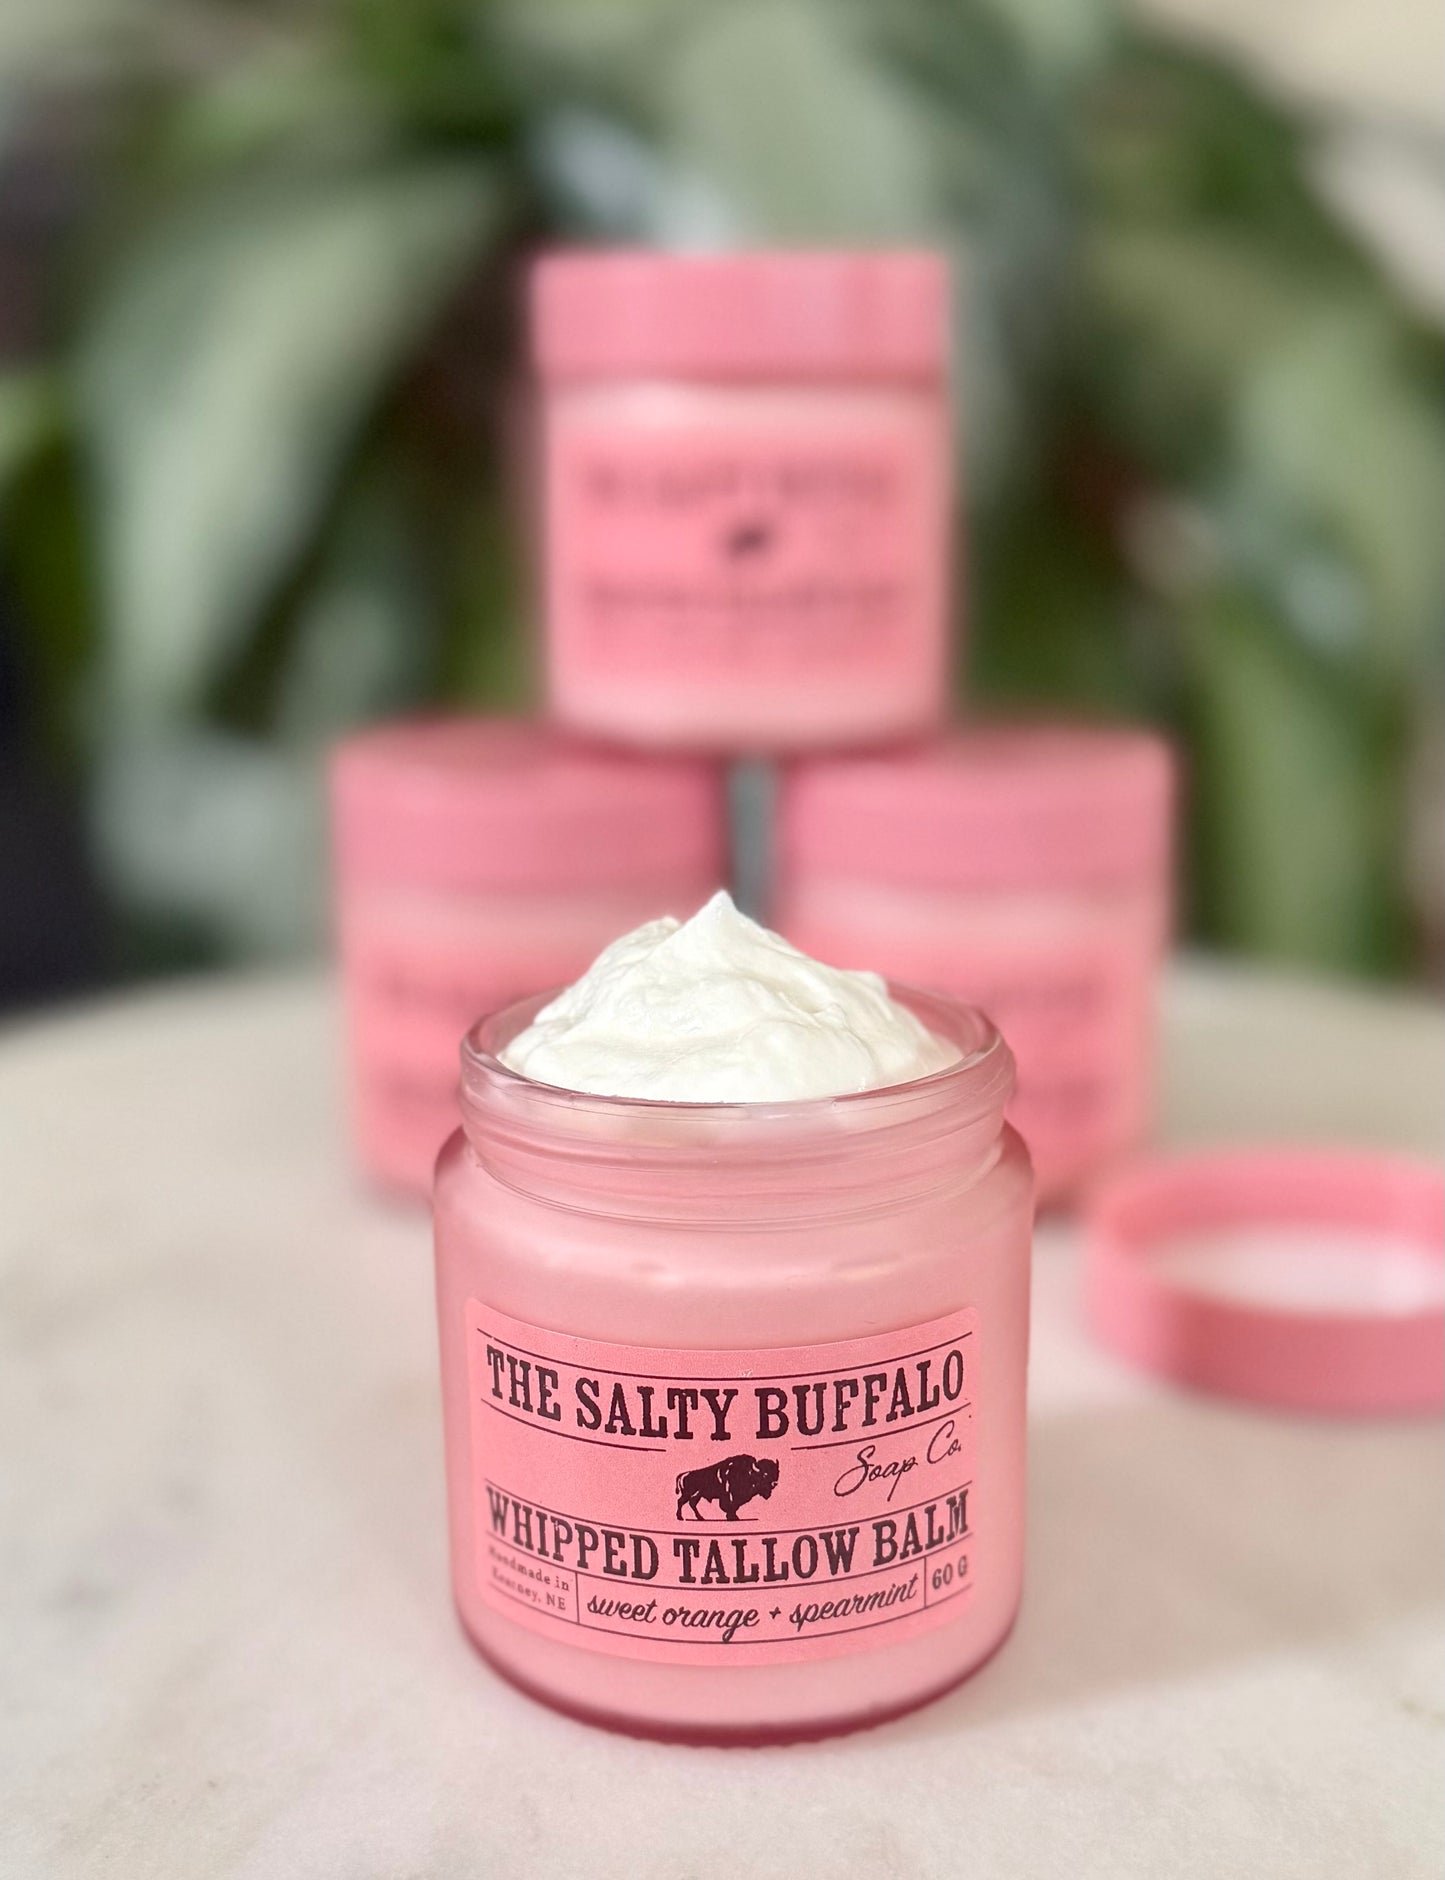 THE SALTY BUFFALO
Soap Co.
WHIPPED TALLOW BALM
Handmade in
Kearney, NE
sweet orange + spearmint
60 G